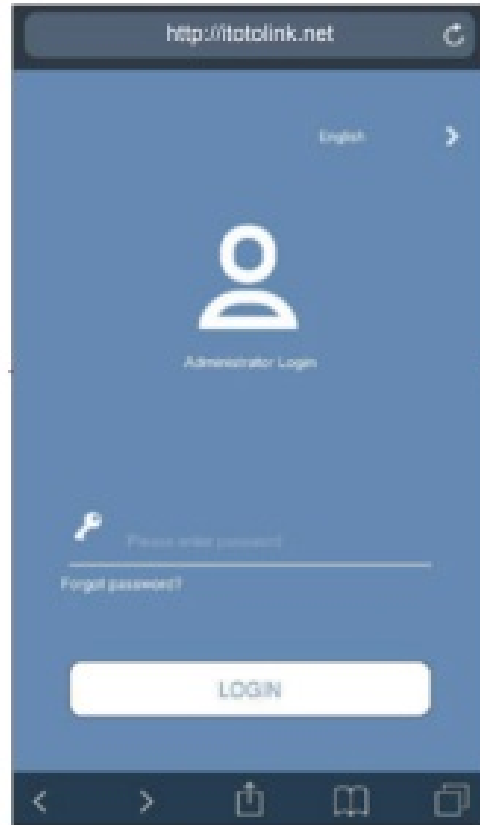 http://itotolink.net
English
Administrator Login
Please enter password
Forgot password?
LOGIN